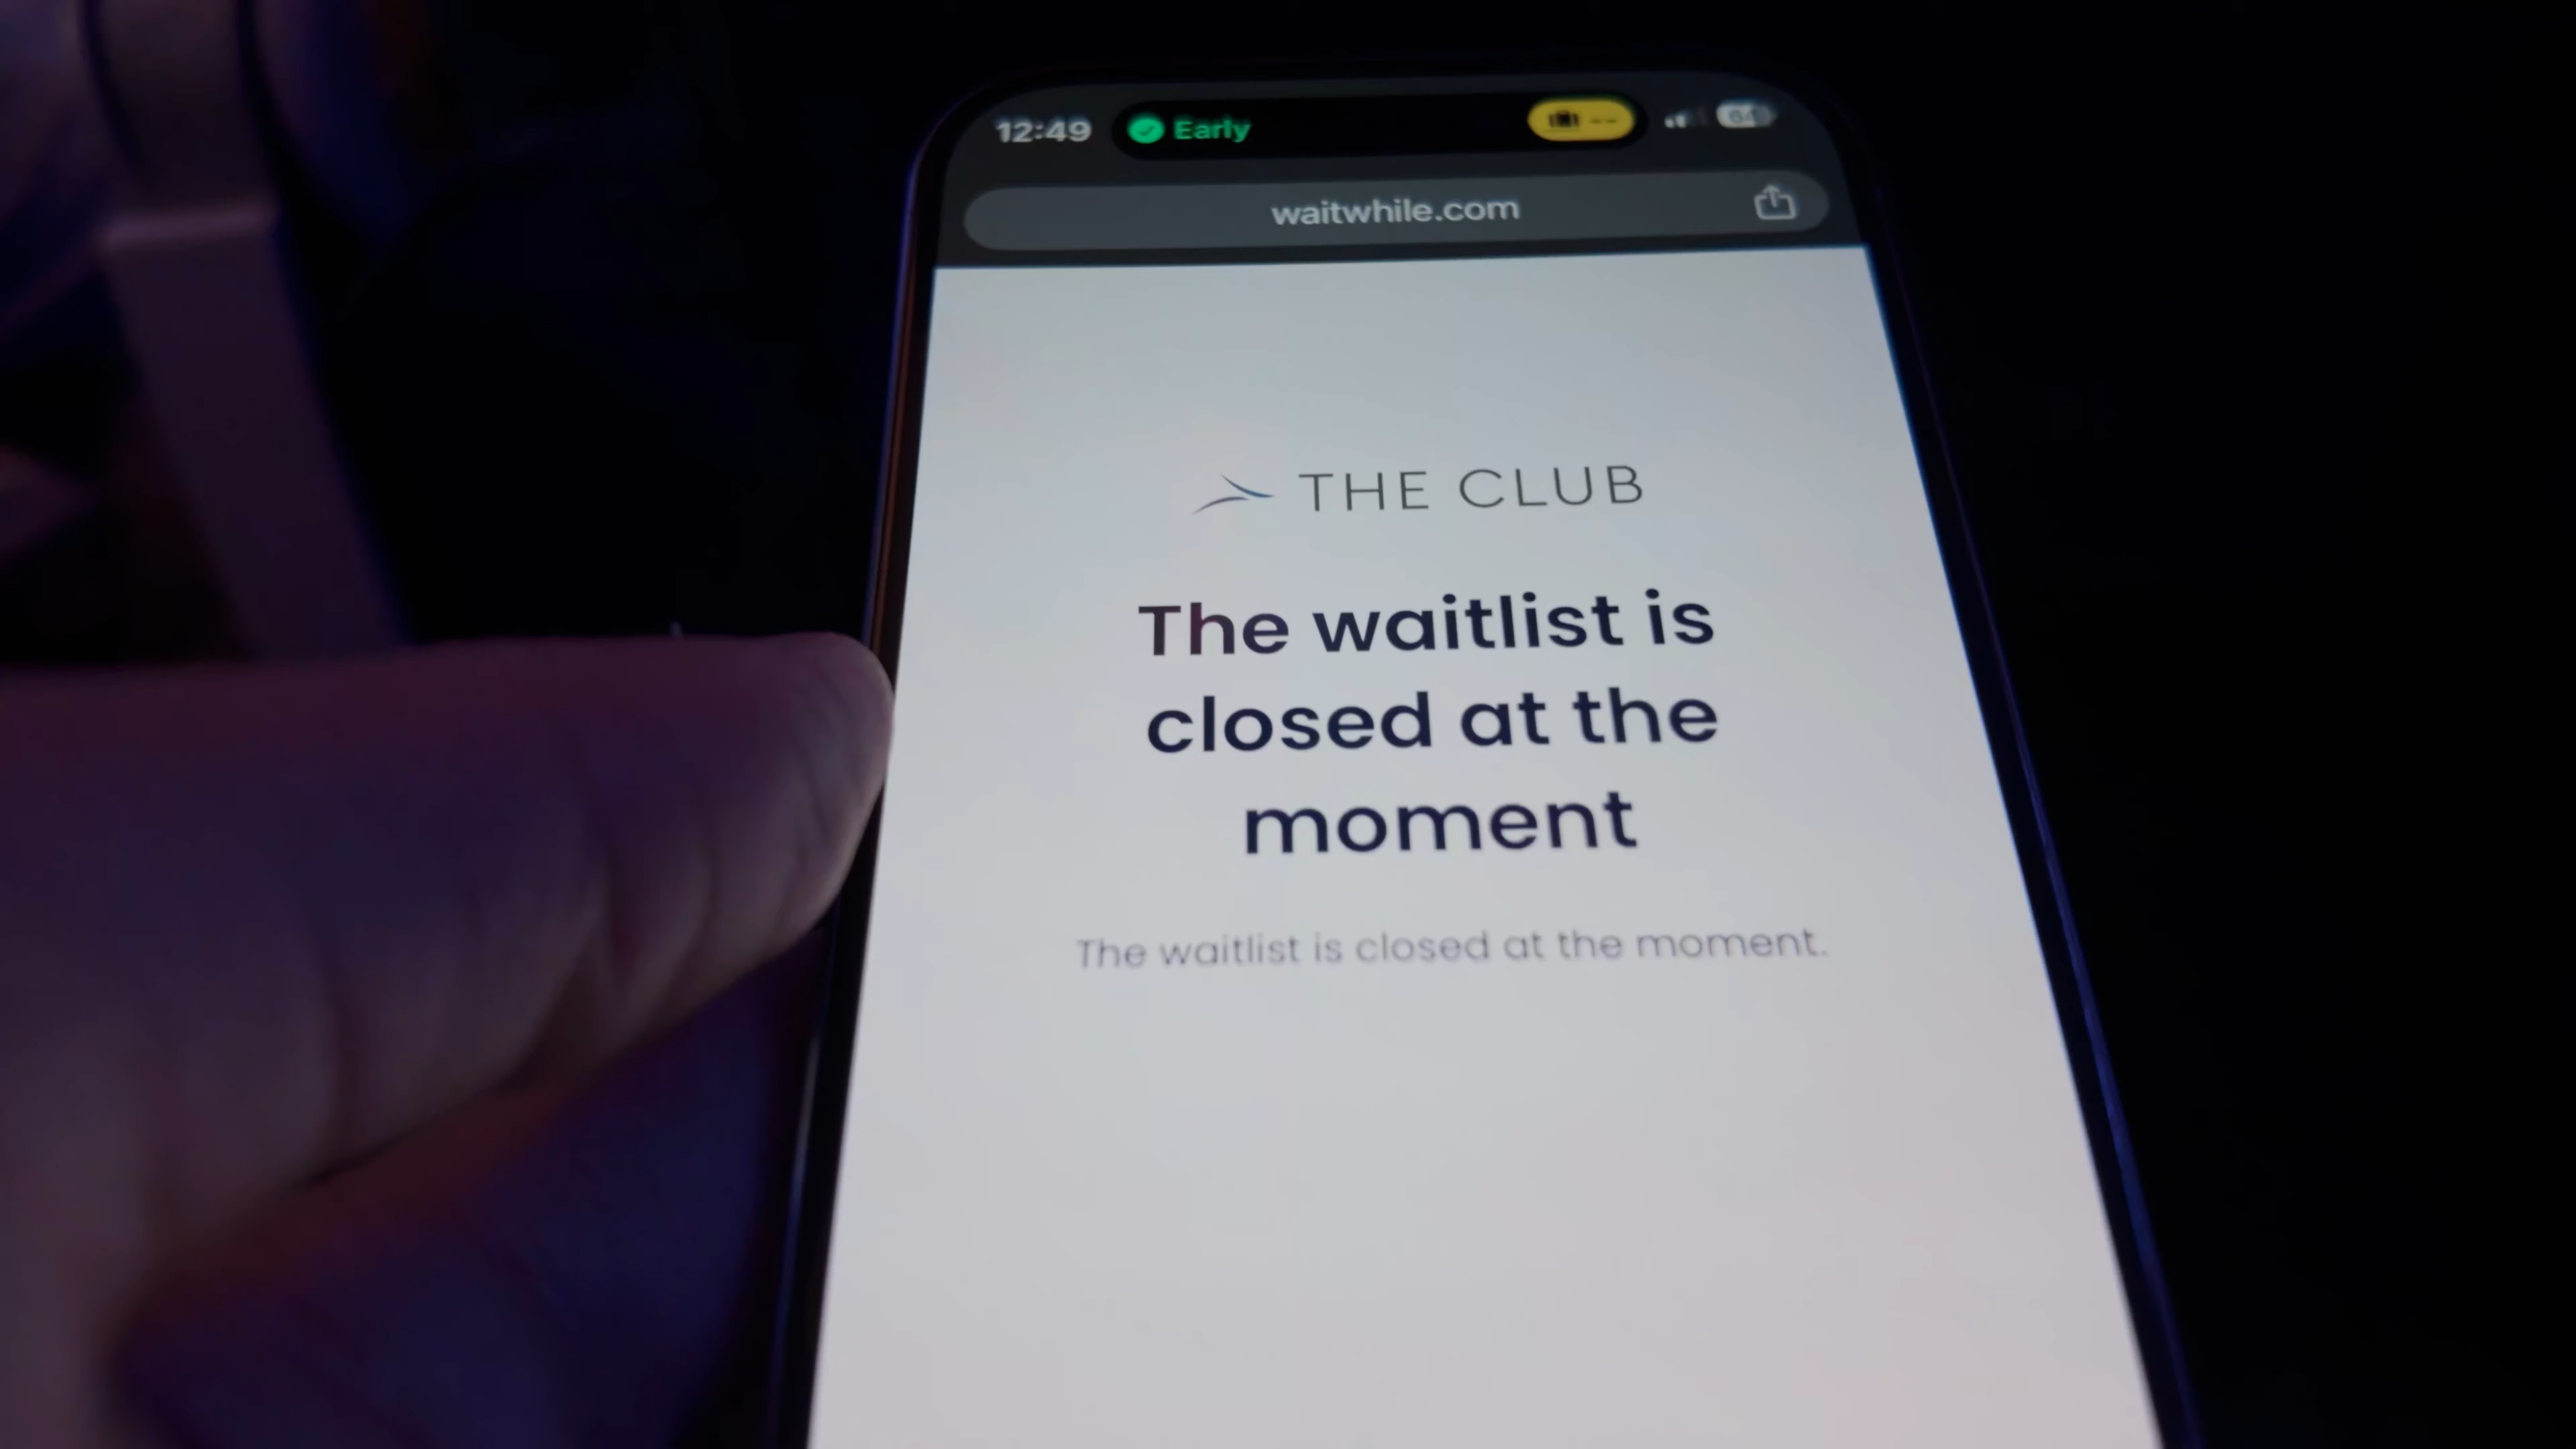 12:49 Early -- 64
waitwhile.com
THE CLUB
The waitlist is
closed at the
moment
The waitlist is closed at the moment.